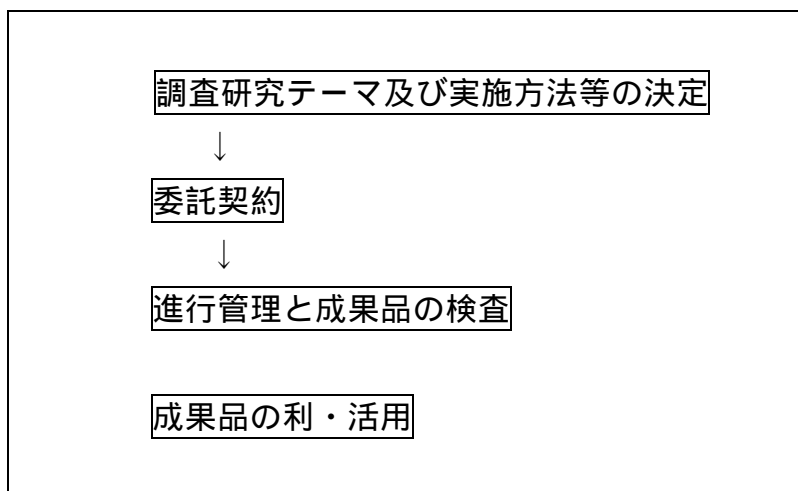 調査研究テーマ及び実施方法等の決定
↓
委託契約
↓
進行管理と成果品の検査
成果品の利・活用